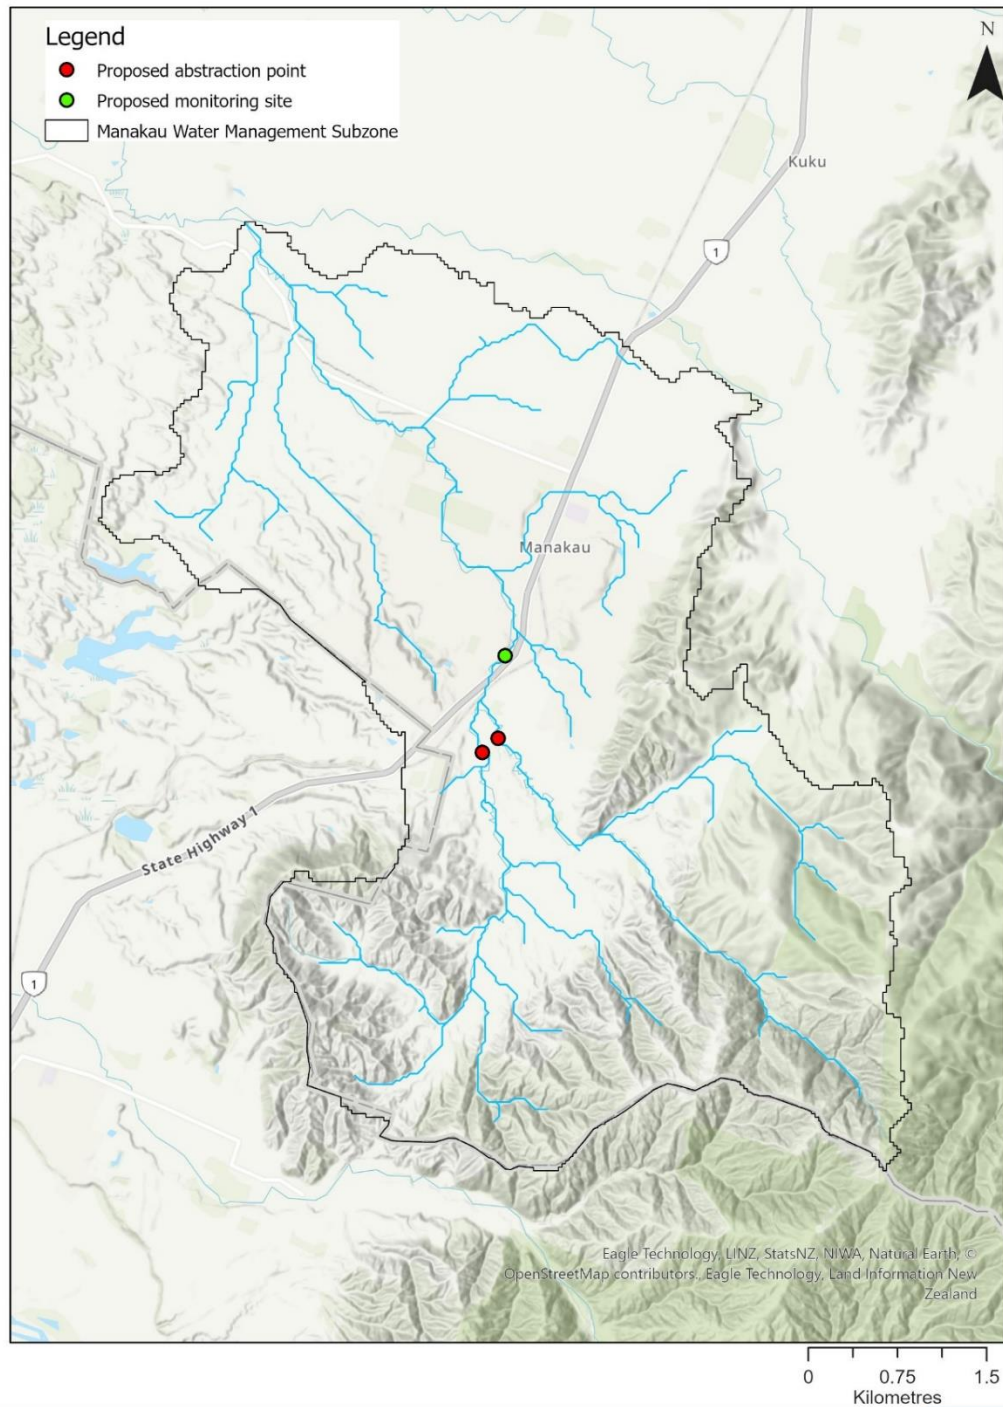 Legend
Proposed abstraction point
Proposed monitoring site
Manakau Water Management Subzone
N
Kuku
1
Manakau
State Highway 1
1
Eagle Technology, LINZ, StatsNZ, NIWA, Natural Earth, ©
OpenStreetMap contributors., Eagle Technology, Land Information New
Zealand
0 0.75 1.5
Kilometres